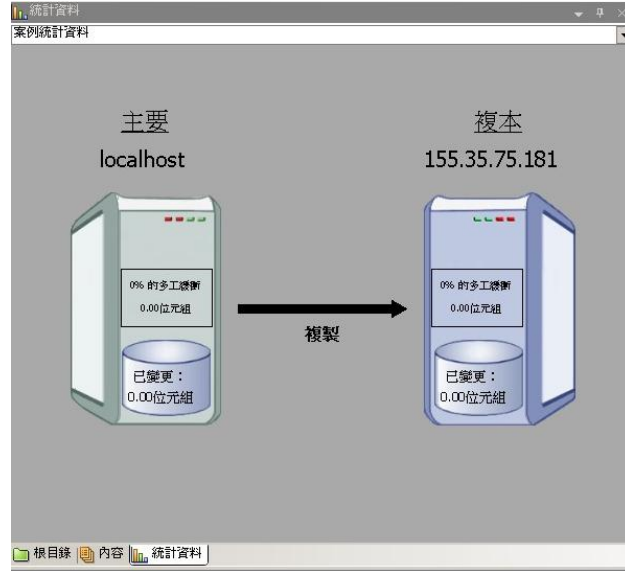 統計資料
案例統計資料
主要
複本
localhost
155.35.75.181
0% 的多工緩衝
0.00位元組
0% 的多工緩衝
0.00位元組
複製
已變更：
0.00位元組
已變更：
0.00位元組
根目錄 內容 統計資料